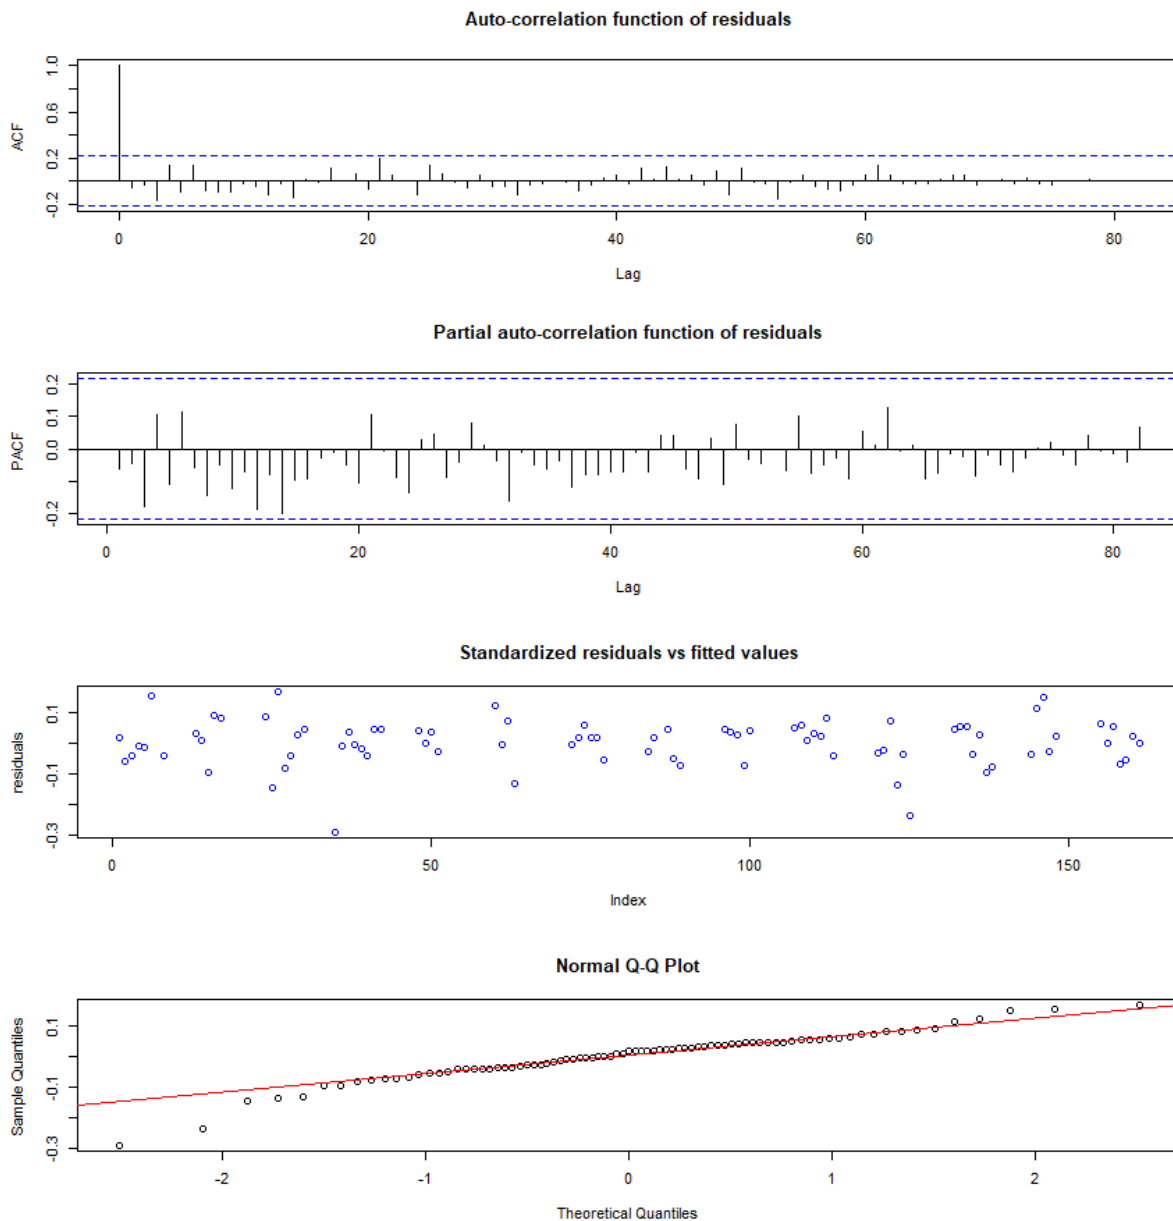 Auto-correlation function of residuals
1.0
0.6
0.2
-0.2
ACF
0 20 40 60 80
Lag
Partial auto-correlation function of residuals
0.2
0.1
0.0
-0.2
PACF
0 20 40 60 80
Lag
Standardized residuals vs fitted values
0.1
-0.1
-0.3
residuals
0 50 100 150
Index
Normal Q-Q Plot
0.1
-0.1
-0.3
Sample Quantiles
-2 -1 0 1 2
Theoretical Quantiles